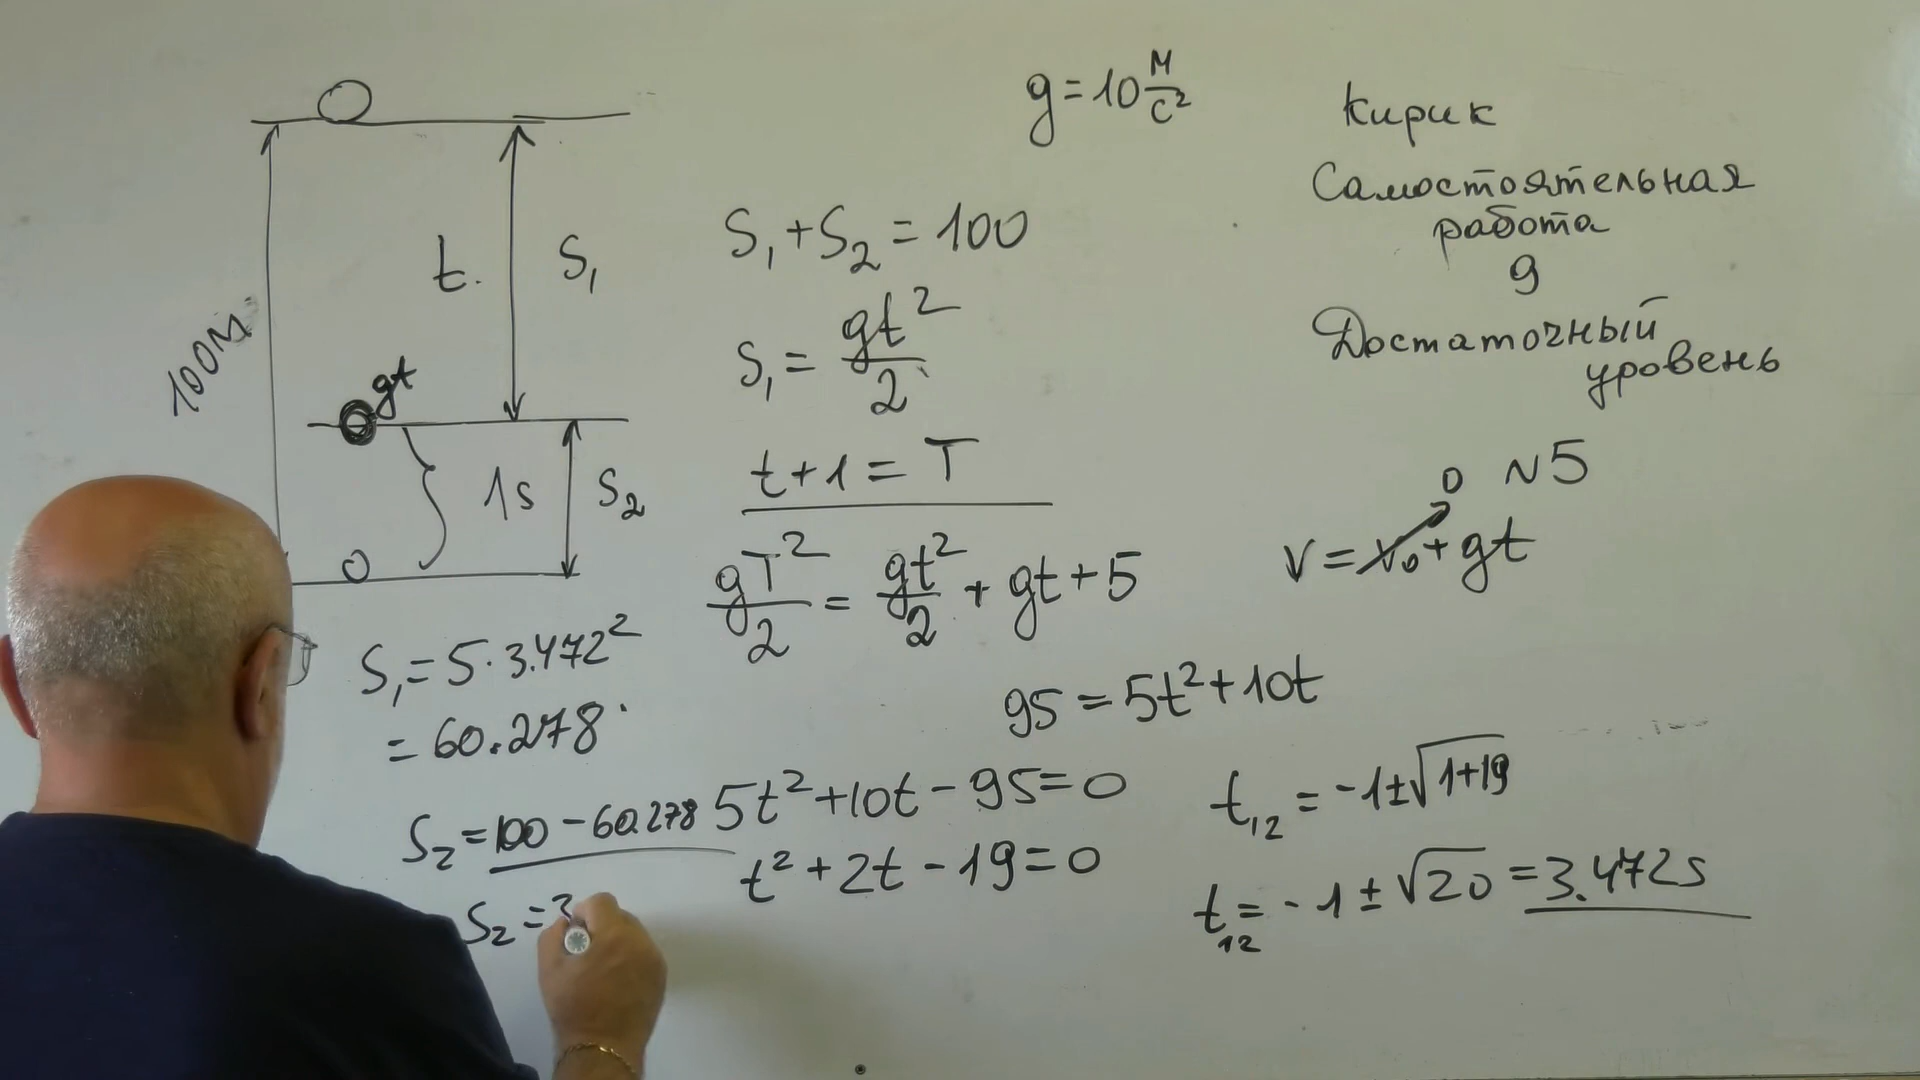 g = 10 м/с²
Кирик
Самостоятельная
работа
9
Достаточный
уровень
N5
100м
t.
S₁
gt
1s
S₂
S₁ + S₂ = 100
S₁ = gt²/2
t + 1 = T
gT²/2 = gt²/2 + gt + 5
0
V = V₀ + gt
95 = 5t² + 10t
5t² + 10t - 95 = 0
t² + 2t - 19 = 0
t₁₂ = -1 ± √1+19
t₁₂ = -1 ± √20 = 3.472s
S₁ = 5·3.472²
= 60.278
S₂ = 100 - 60.278
S₂ =